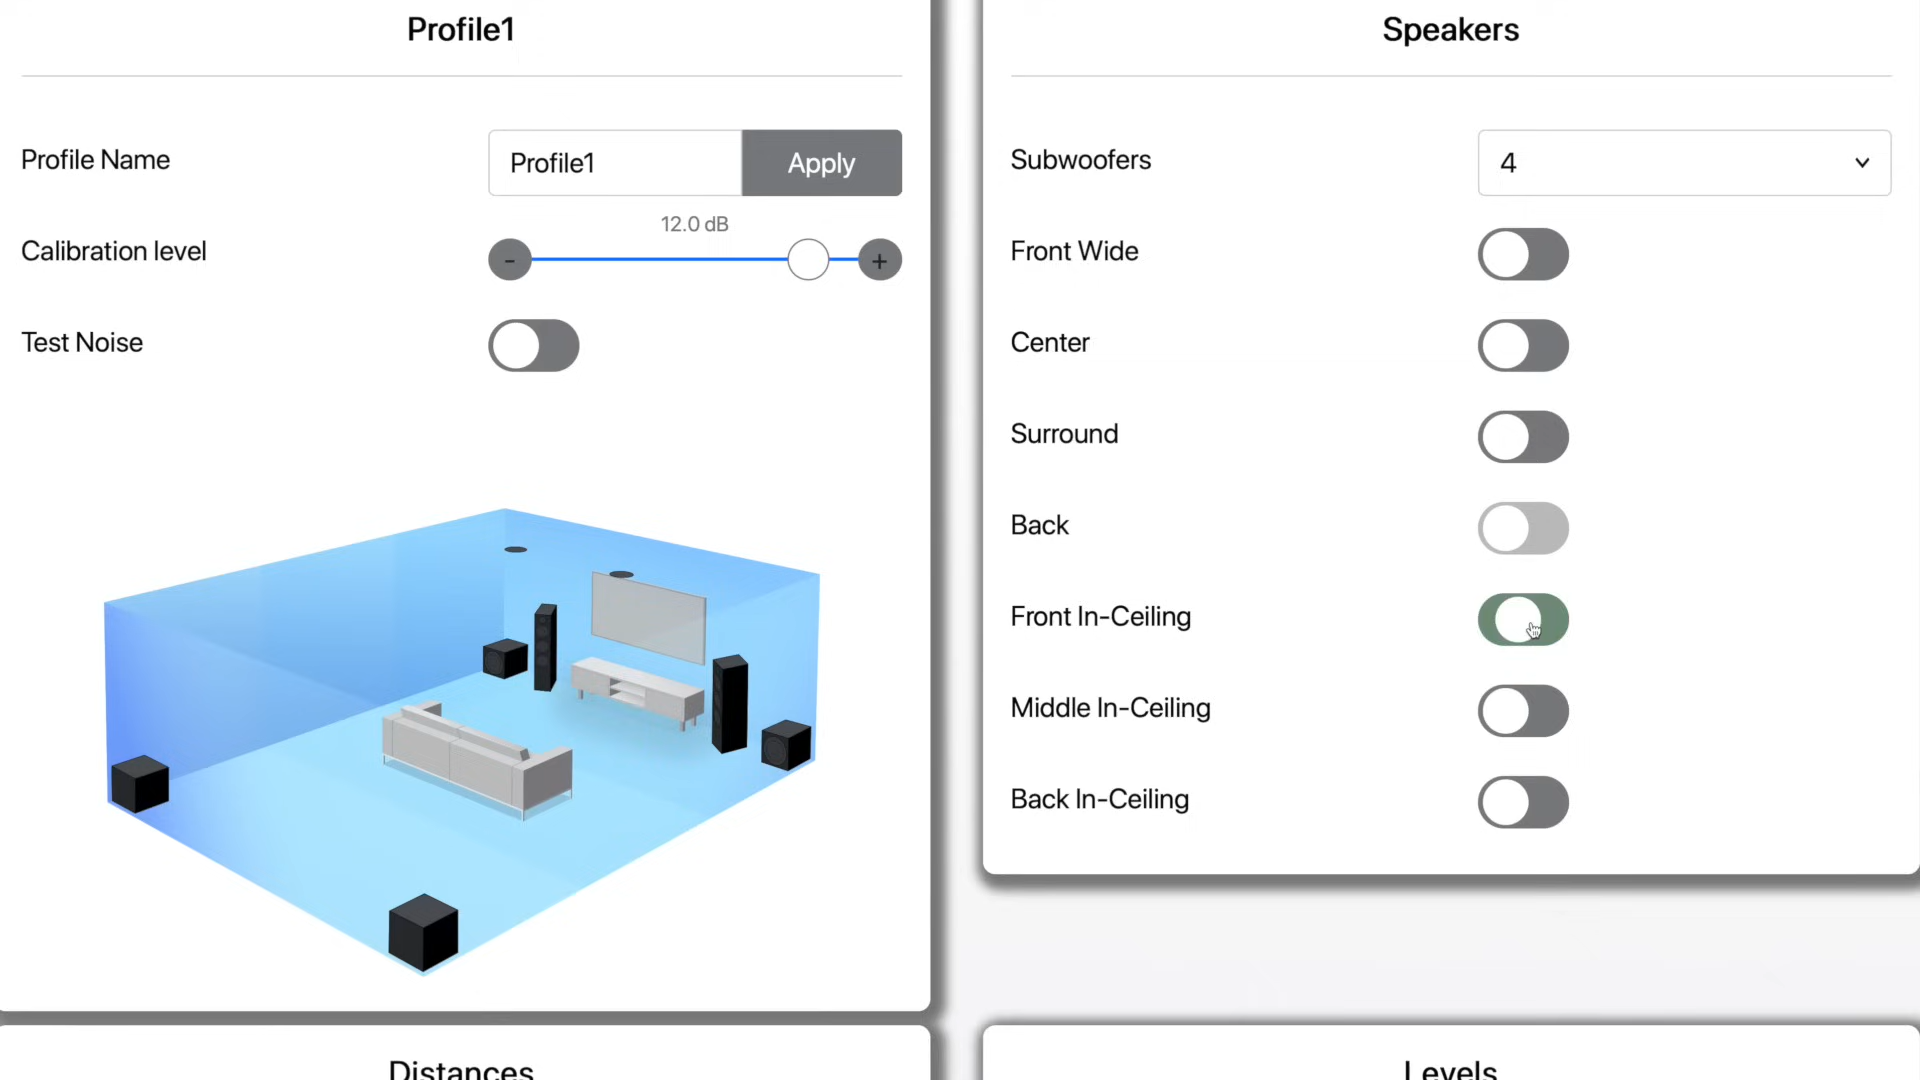 Profile1
Profile Name
Profile1
Apply
Calibration level
12.0 dB
-
+
Test Noise
Speakers
Subwoofers
4
Front Wide
Center
Surround
Back
Front In-Ceiling
Middle In-Ceiling
Back In-Ceiling
Distances
Levels